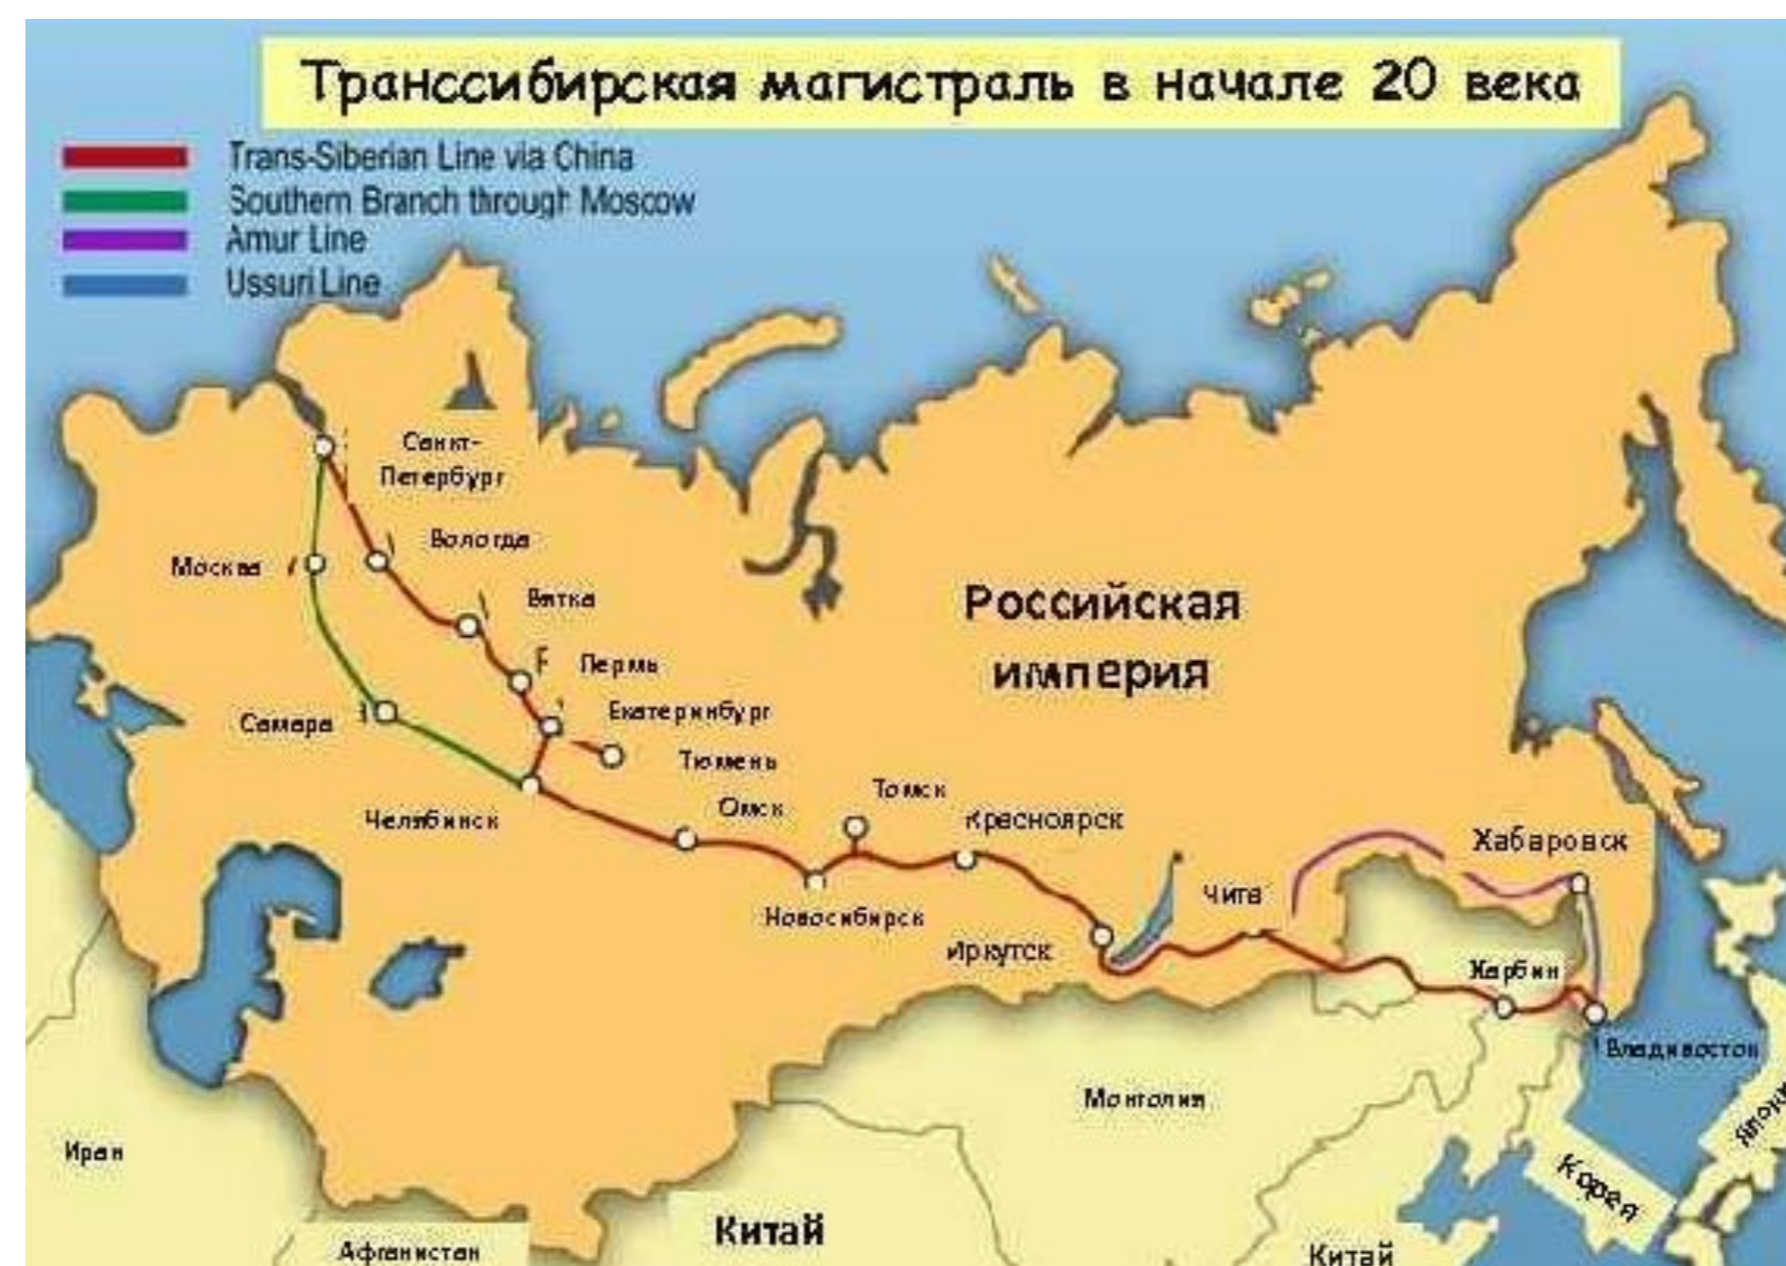 Транссибирская магистраль в начале 20 века
Trans-Siberian Line via China
Southern Branch through Moscow
Amur Line
Ussuri Line
Санкт-
Петербург
Вологда
Москва
Вятка
Пермь
Екатеринбург
Самара
Тюмень
Челябинск
Омск
Томск
Красноярск
Новосибирск
Иркутск
Чита
Хабаровск
Харбин
Владивосток
Российская
империя
Монголия
Иран
Афганистан
Китай
Китай
Корея